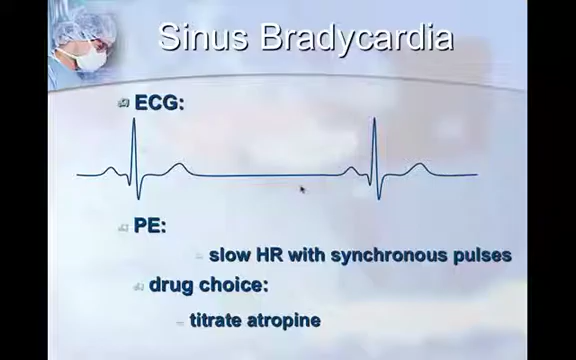 Sinus Bradycardia
ECG:
PE:
slow HR with synchronous pulses
drug choice:
titrate atropine